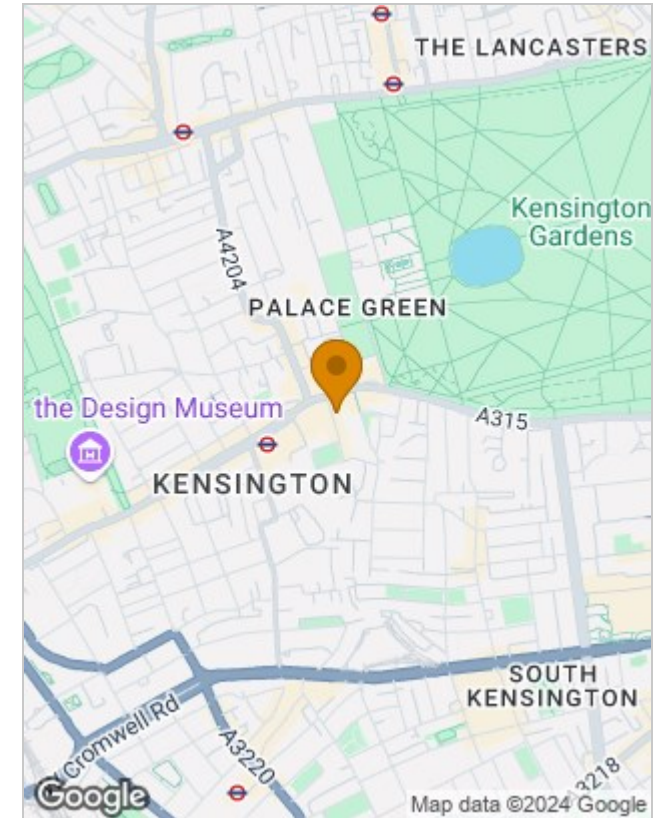 THE LANCASTERS
Kensington
Gardens
A4204
PALACE GREEN
the Design Museum
A315
KENSINGTON
SOUTH
KENSINGTON
Cromwell Rd
A3220
A3218
Google
Map data ©2024 Google